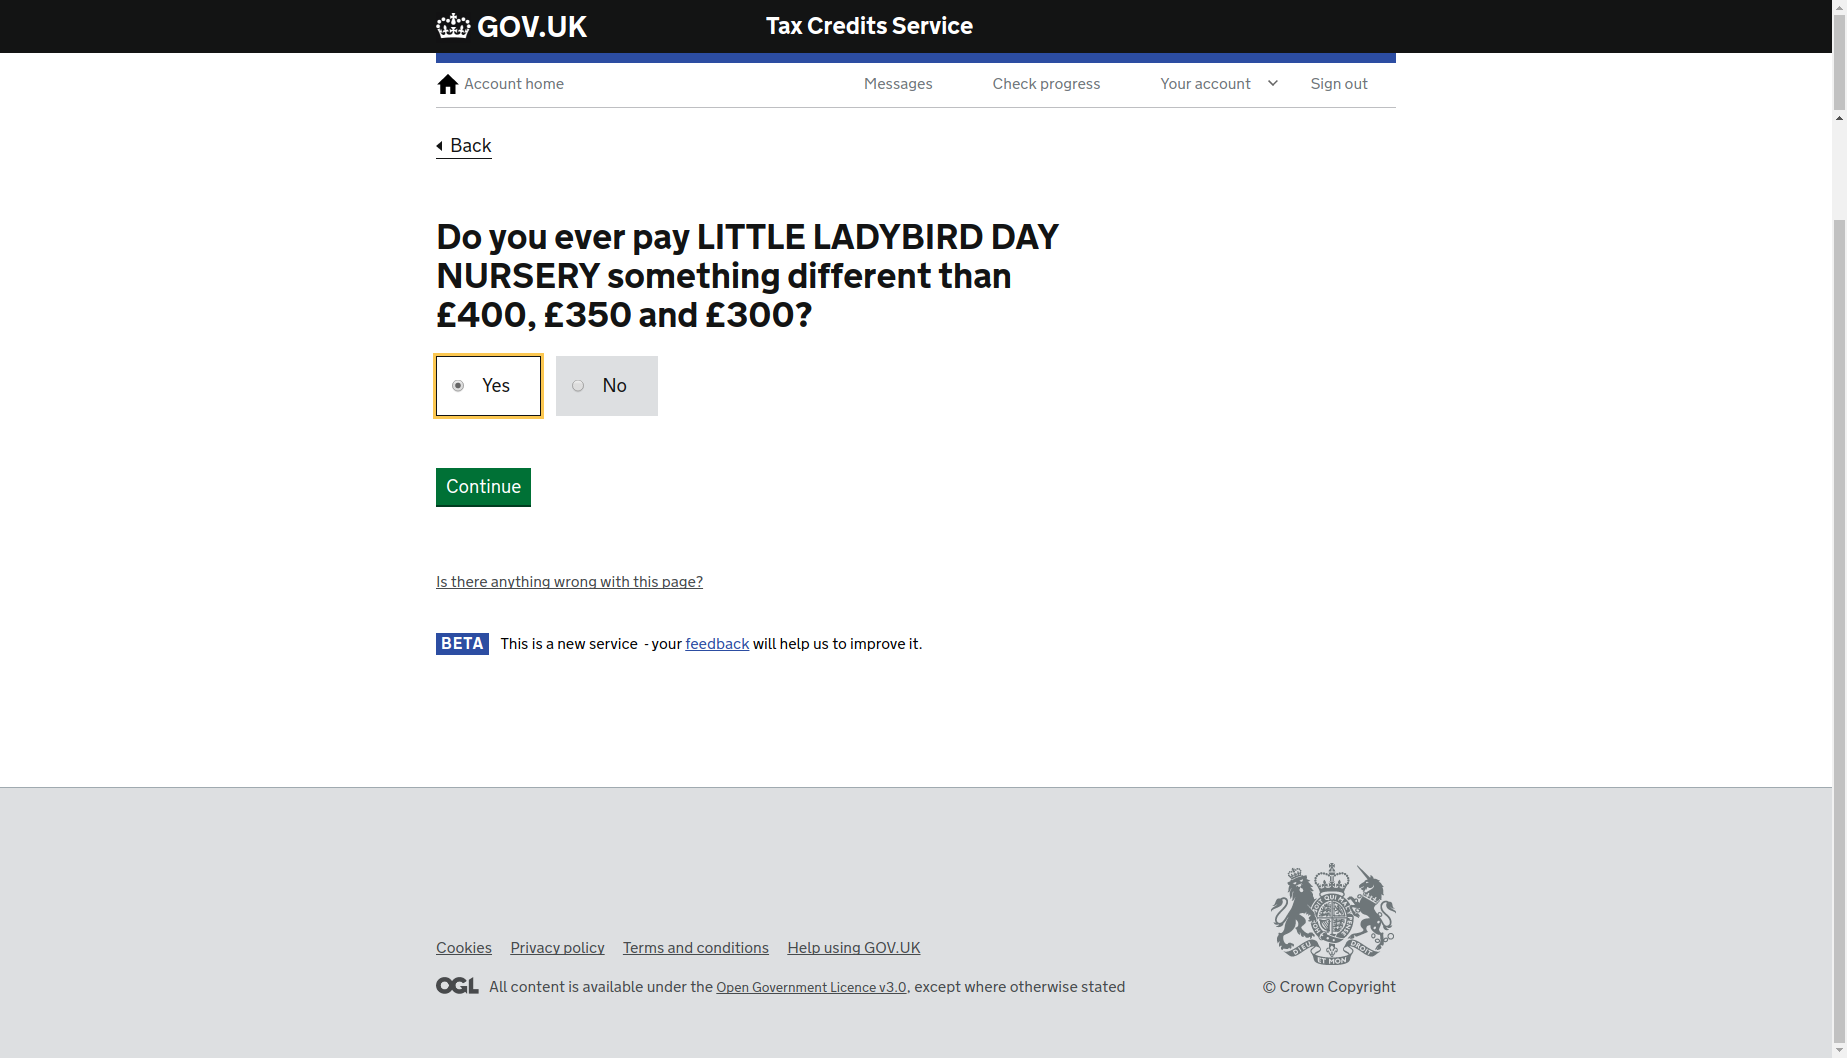 GOV.UK
Tax Credits Service
Account home
Messages
Check progress
Your account
Sign out
Back
Do you ever pay LITTLE LADYBIRD DAY
NURSERY something different than
£400, £350 and £300?
Yes
No
Continue
Is there anything wrong with this page?
BETA This is a new service - your feedback will help us to improve it.
Cookies
Privacy policy
Terms and conditions
Help using GOV.UK
OGL All content is available under the Open Government Licence v3.0, except where otherwise stated
© Crown Copyright